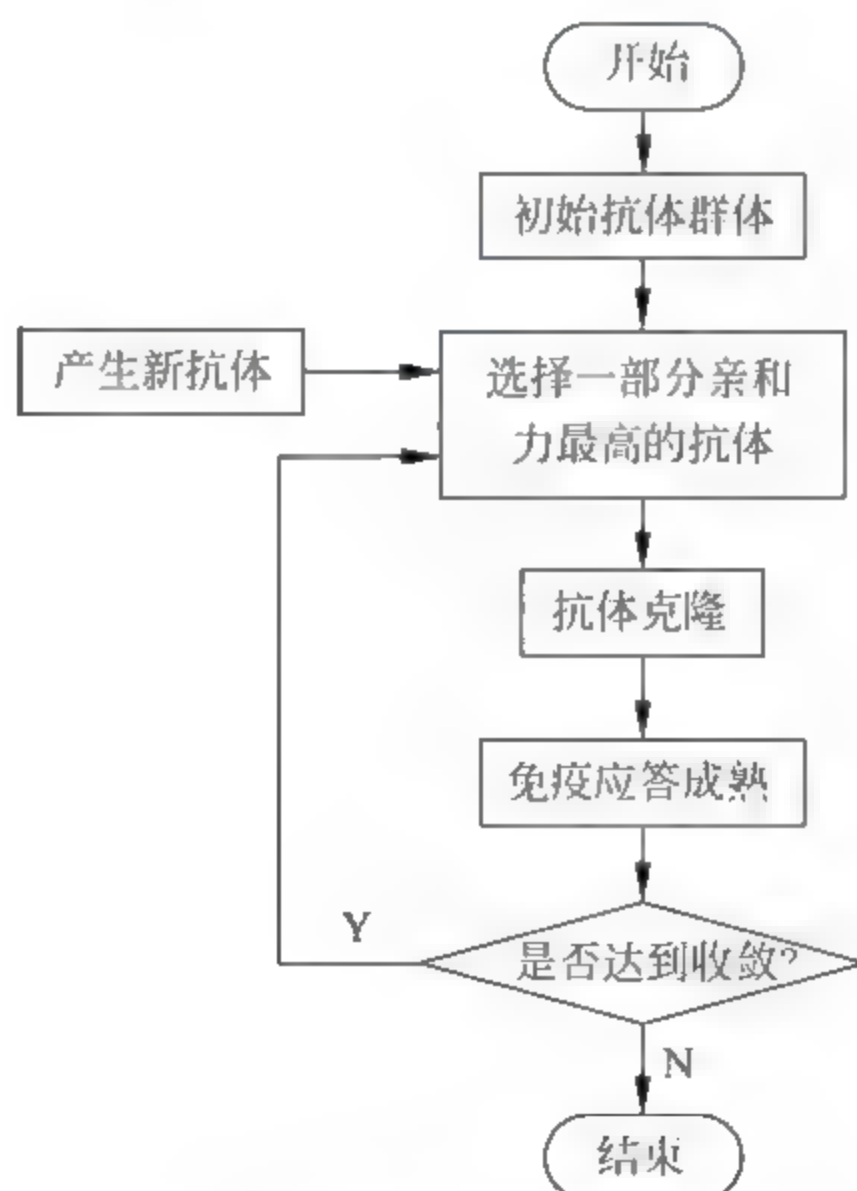 开始
初始抗体群体
产生新抗体
选择一部分亲和
力最高的抗体
抗体克隆
免疫应答成熟
是否达到收敛?
Y
N
结束